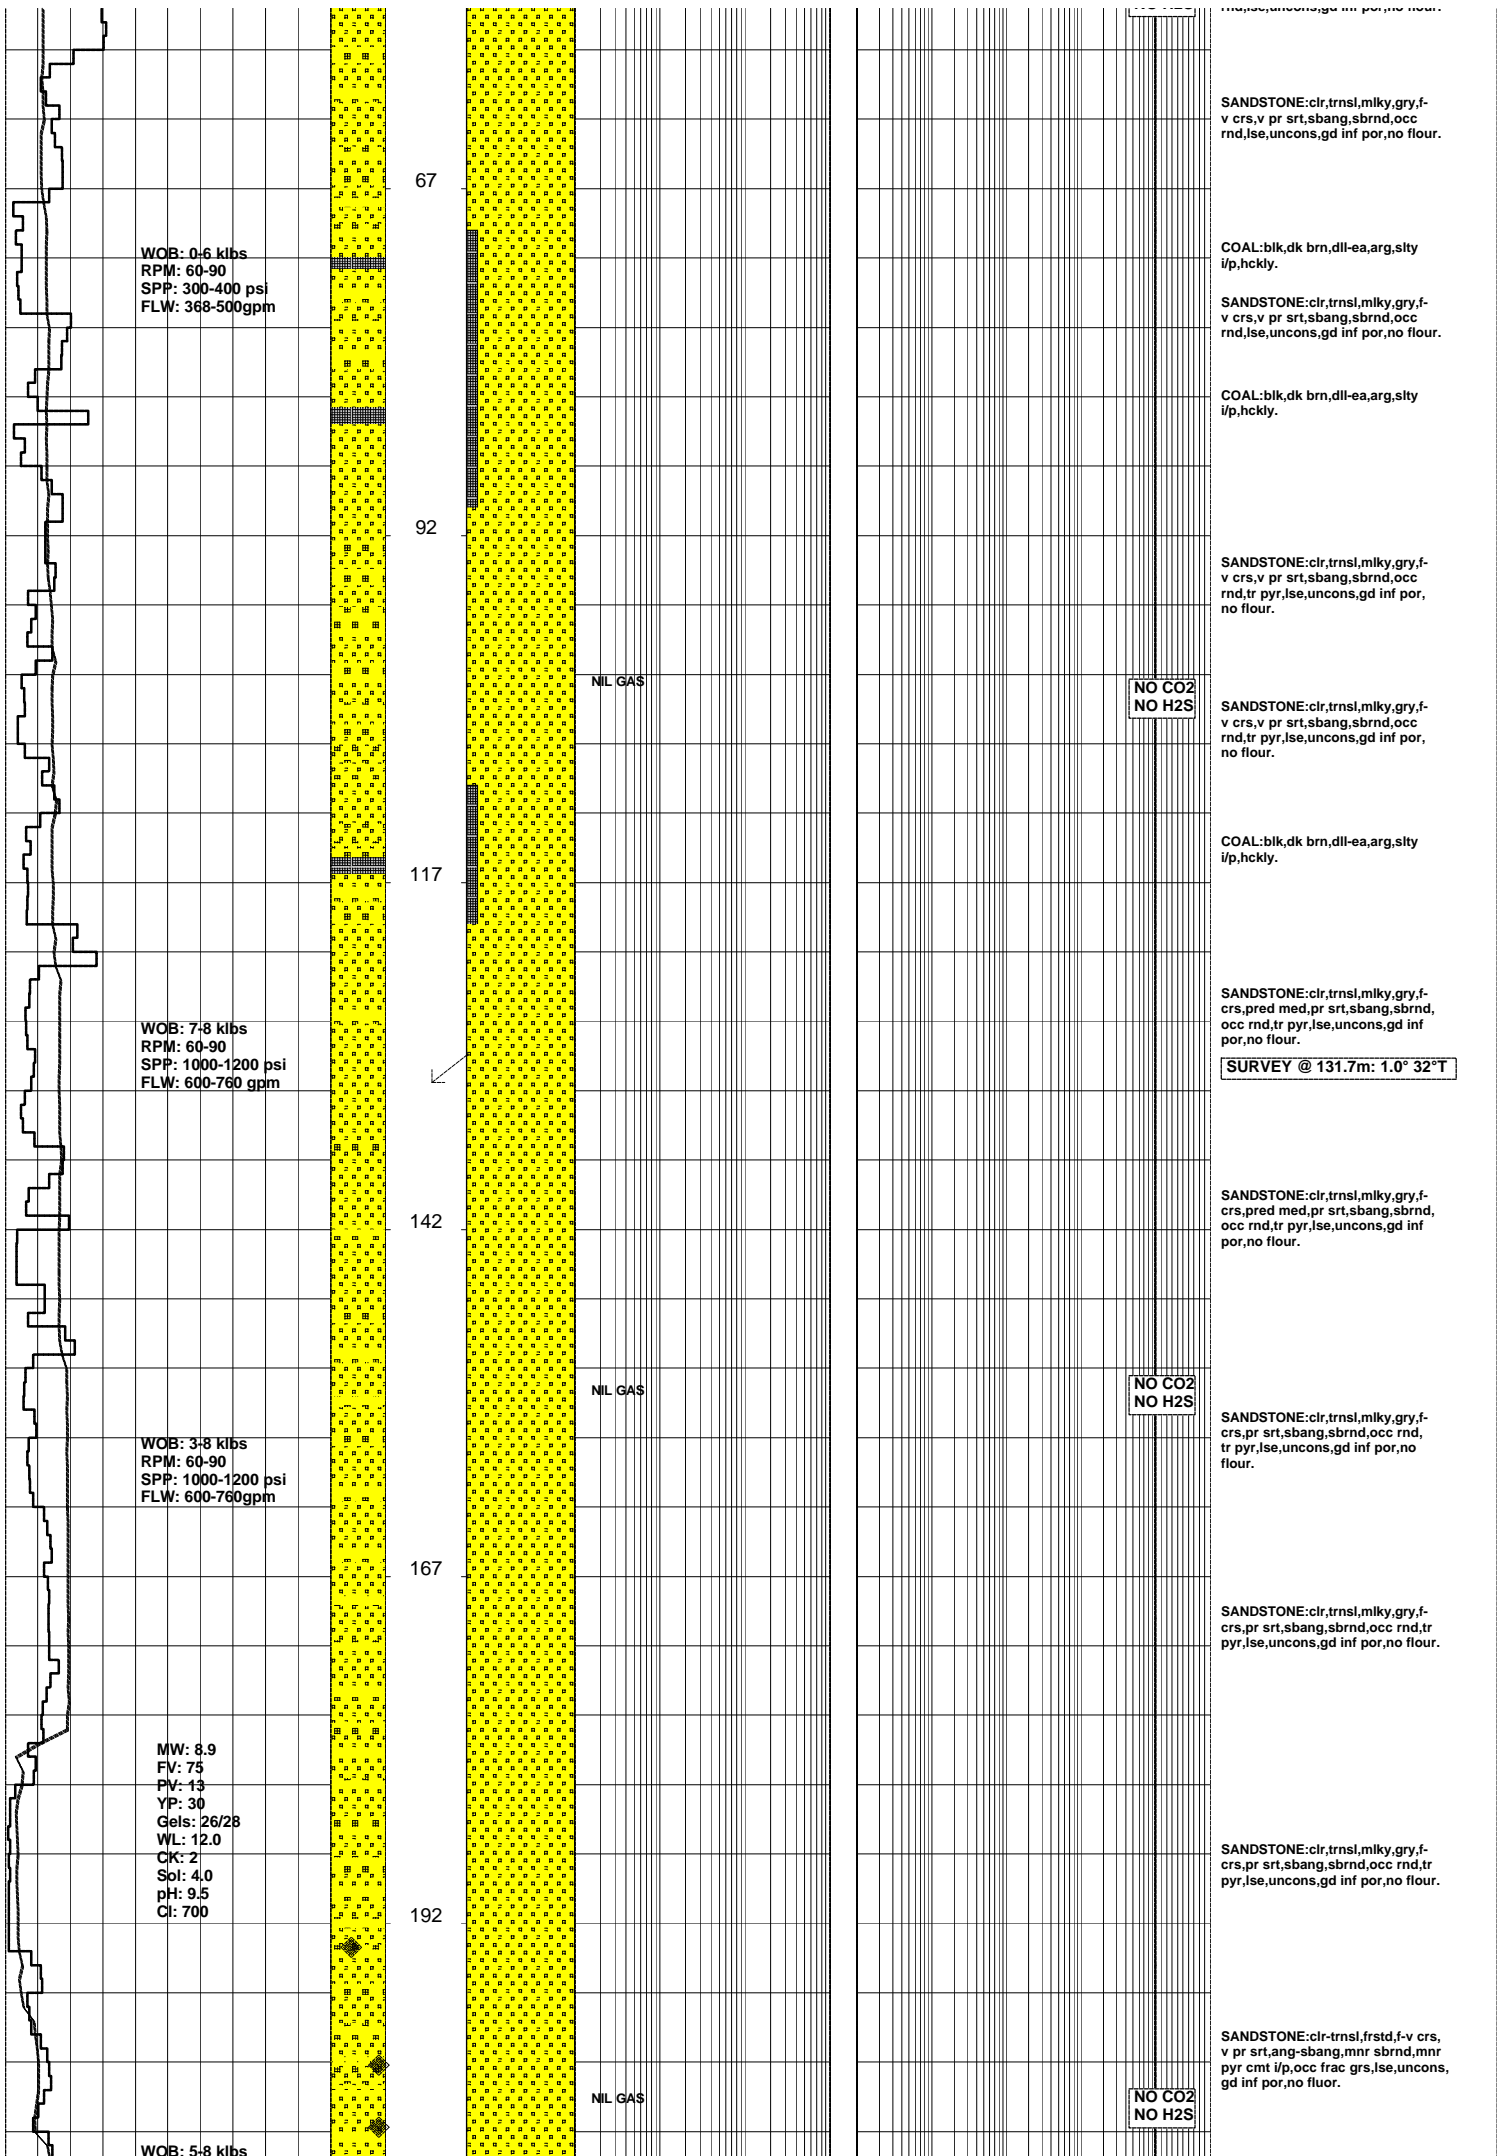 SANDSTONE:clr,trnsl,mlky,gry,f-
v crs,v pr srt,sbang,sbrnd,occ
rnd,lse,uncons,gd inf por,no flour.
67
WOB: 0-6 klbs
RPM: 60-90
SPP: 300-400 psi
FLW: 368-500gpm
COAL:blk,dk brn,dll-ea,arg,slty
i/p,hckly.
SANDSTONE:clr,trnsl,mlky,gry,f-
v crs,v pr srt,sbang,sbrnd,occ
rnd,lse,uncons,gd inf por,no flour.
COAL:blk,dk brn,dll-ea,arg,slty
i/p,hckly.
92
SANDSTONE:clr,trnsl,mlky,gry,f-
v crs,v pr srt,sbang,sbrnd,occ
rnd,tr pyr,lse,uncons,gd inf por,
no flour.
NIL GAS
NO CO2
NO H2S
SANDSTONE:clr,trnsl,mlky,gry,f-
v crs,v pr srt,sbang,sbrnd,occ
rnd,tr pyr,lse,uncons,gd inf por,
no flour.
COAL:blk,dk brn,dll-ea,arg,slty
i/p,hckly.
117
SANDSTONE:clr,trnsl,mlky,gry,f-
crs,pred med,pr srt,sbang,sbrnd,
occ rnd,tr pyr,lse,uncons,gd inf
por,no flour.
WOB: 7-8 klbs
RPM: 60-90
SPP: 1000-1200 psi
FLW: 600-760 gpm
SURVEY @ 131.7m: 1.0° 32°T
SANDSTONE:clr,trnsl,mlky,gry,f-
crs,pred med,pr srt,sbang,sbrnd,
occ rnd,tr pyr,lse,uncons,gd inf
por,no flour.
142
NIL GAS
NO CO2
NO H2S
SANDSTONE:clr,trnsl,mlky,gry,f-
crs,pr srt,sbang,sbrnd,occ rnd,
tr pyr,lse,uncons,gd inf por,no
flour.
WOB: 3-8 klbs
RPM: 60-90
SPP: 1000-1200 psi
FLW: 600-760gpm
167
SANDSTONE:clr,trnsl,mlky,gry,f-
crs,pr srt,sbang,sbrnd,occ rnd,tr
pyr,lse,uncons,gd inf por,no flour.
MW: 8.9
FV: 75
PV: 13
YP: 30
Gels: 26/28
WL: 12.0
CK: 2
Sol: 4.0
pH: 9.5
Cl: 700
SANDSTONE:clr,trnsl,mlky,gry,f-
crs,pr srt,sbang,sbrnd,occ rnd,tr
pyr,lse,uncons,gd inf por,no flour.
192
SANDSTONE:clr-trnsl,frstd,f-v crs,
v pr srt,ang-sbang,mnr sbrnd,mnr
pyr cmt i/p,occ frac grs,lse,uncons,
gd inf por,no fluor.
NIL GAS
NO CO2
NO H2S
WOB: 5-8 klbs